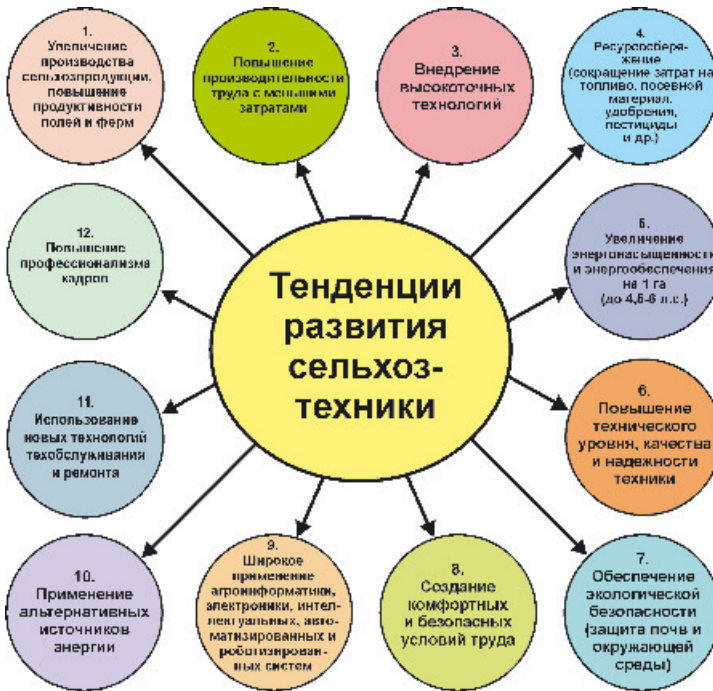 1.
Увеличение
производства
сельхозпродукции.
повышение
продуктивности
полей и ферм
2.
Повышение
производительности
труда с меньшими
затратами
3.
Внедрение
высокоточных
технологий
4.
Ресурсосбере-
жение
(сокращение затрат на
топливо. посевной
материал.
удобрения,
пестициды
и др.)
5.
Увеличение
энергонасыщенности
и энергообеспечения
на 1 га
(до 4,5-6 л.с.)
6.
Повышение
технического
уровня, качества
и надежности
техники
7.
Обеспечение
экологической
безопасности
(защита почв и
окружающей
среды)
8.
Создание
комфортных
и безопасных
условий труда
9.
Широкое
применение
агроинформатики,
электроники, интел-
лектуальных, авто-
матизированных и
роботизирован-
ных систем
10.
Применение
альтернативных
источников
энергии
11.
Использование
новых технологий
техобслуживания
и ремонта
12.
Повышение
профессионализма
кадров
Тенденции
развития
сельхоз-
техники